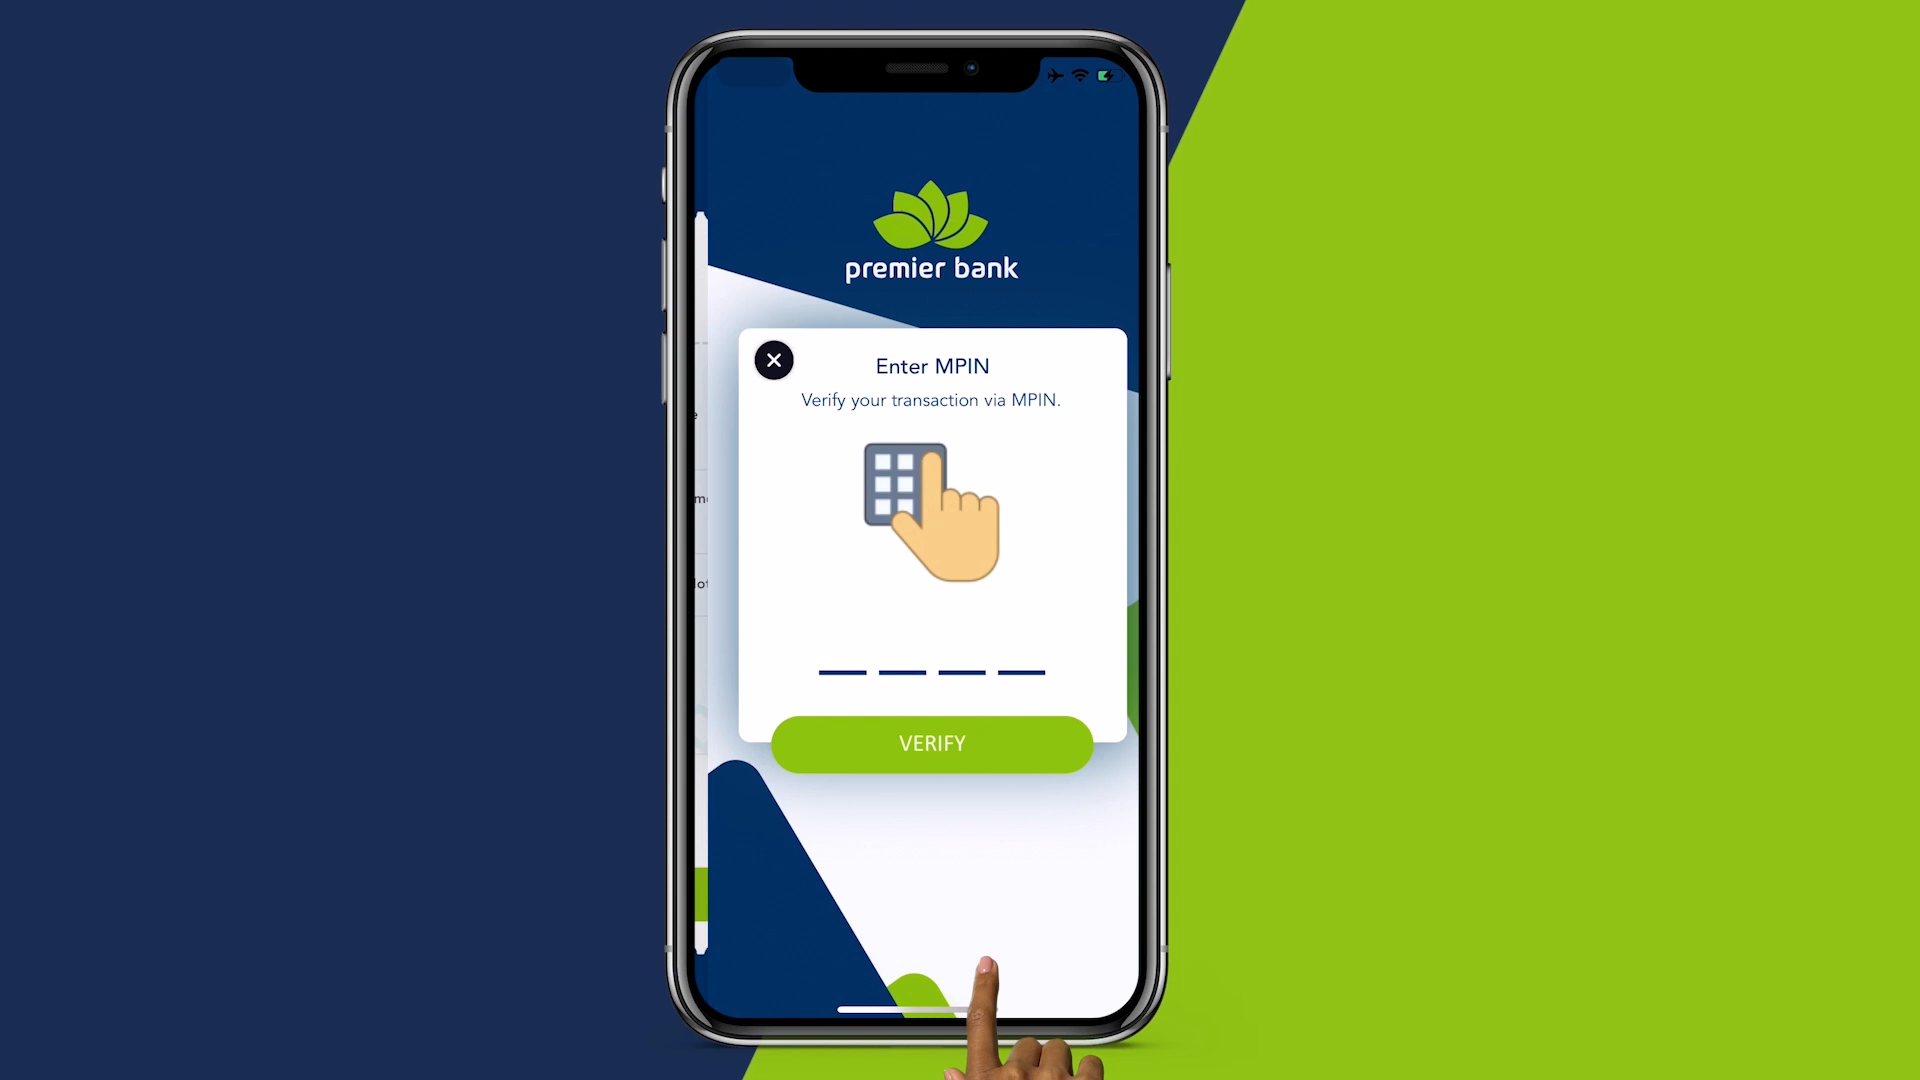 premier bank
Enter MPIN
Verify your transaction via MPIN.
VERIFY